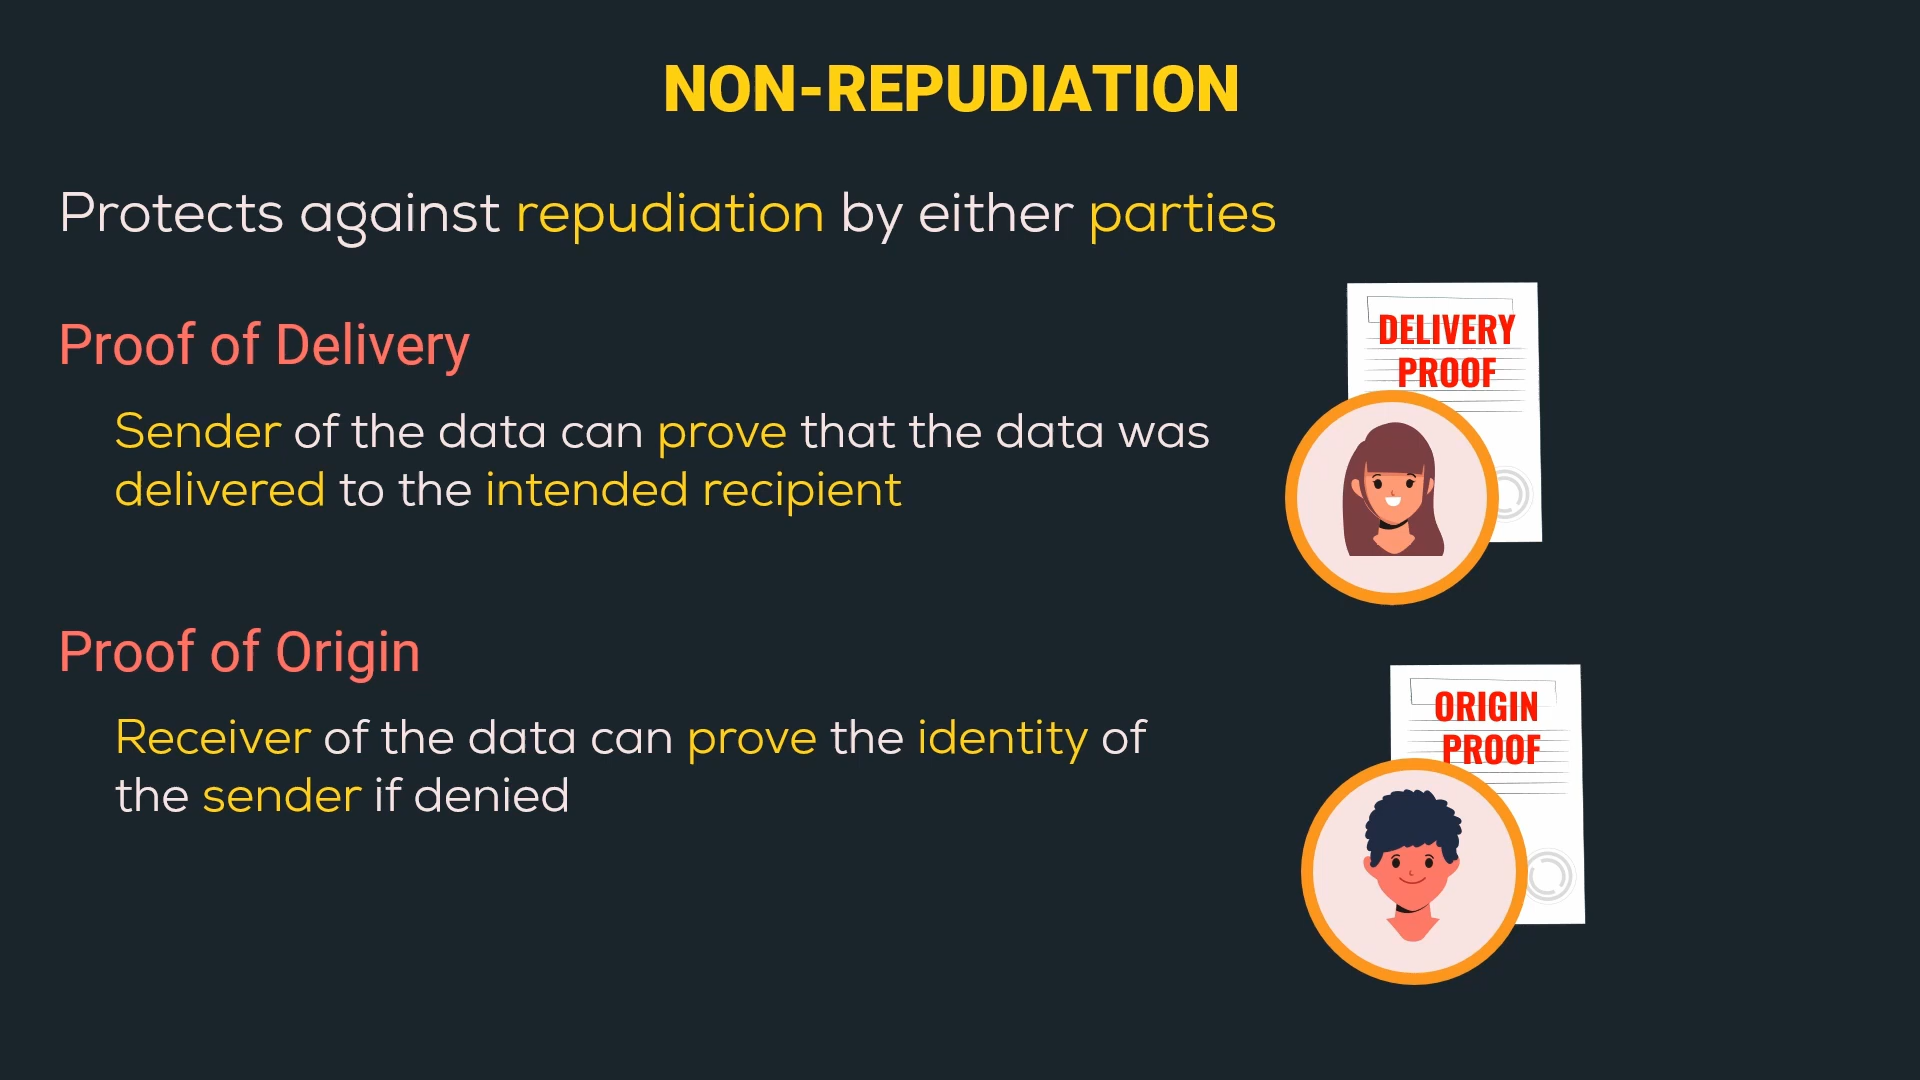 NON-REPUDIATION
Protects against repudiation by either parties
Proof of Delivery
Sender of the data can prove that the data was
delivered to the intended recipient
DELIVERY
PROOF
Proof of Origin
Receiver of the data can prove the identity of
the sender if denied
ORIGIN
PROOF